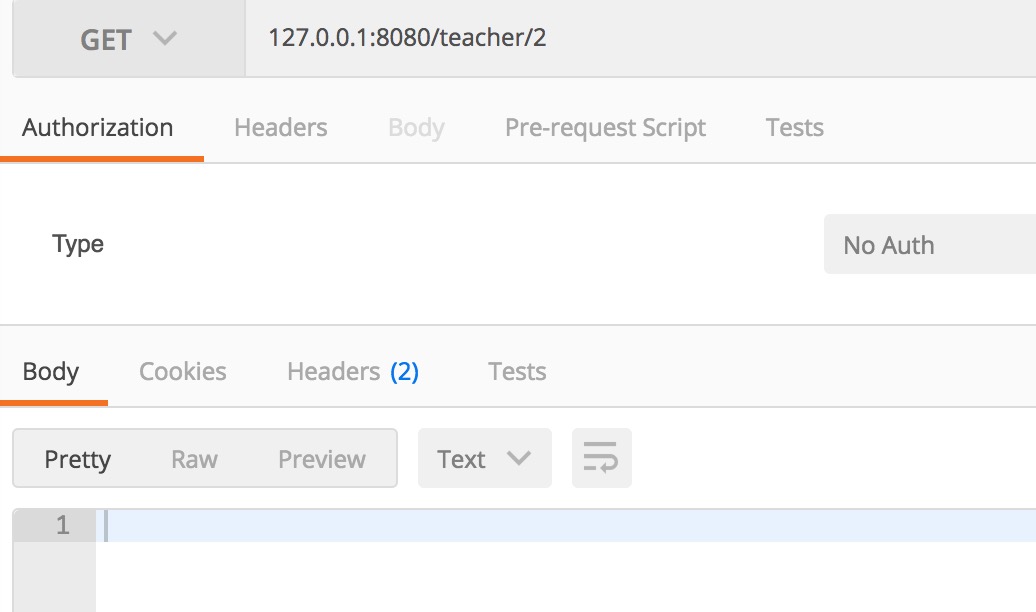 GET 127.0.0.1:8080/teacher/2
Authorization Headers Body Pre-request Script Tests
Type No Auth
Body Cookies Headers (2) Tests
Pretty Raw Preview Text
1